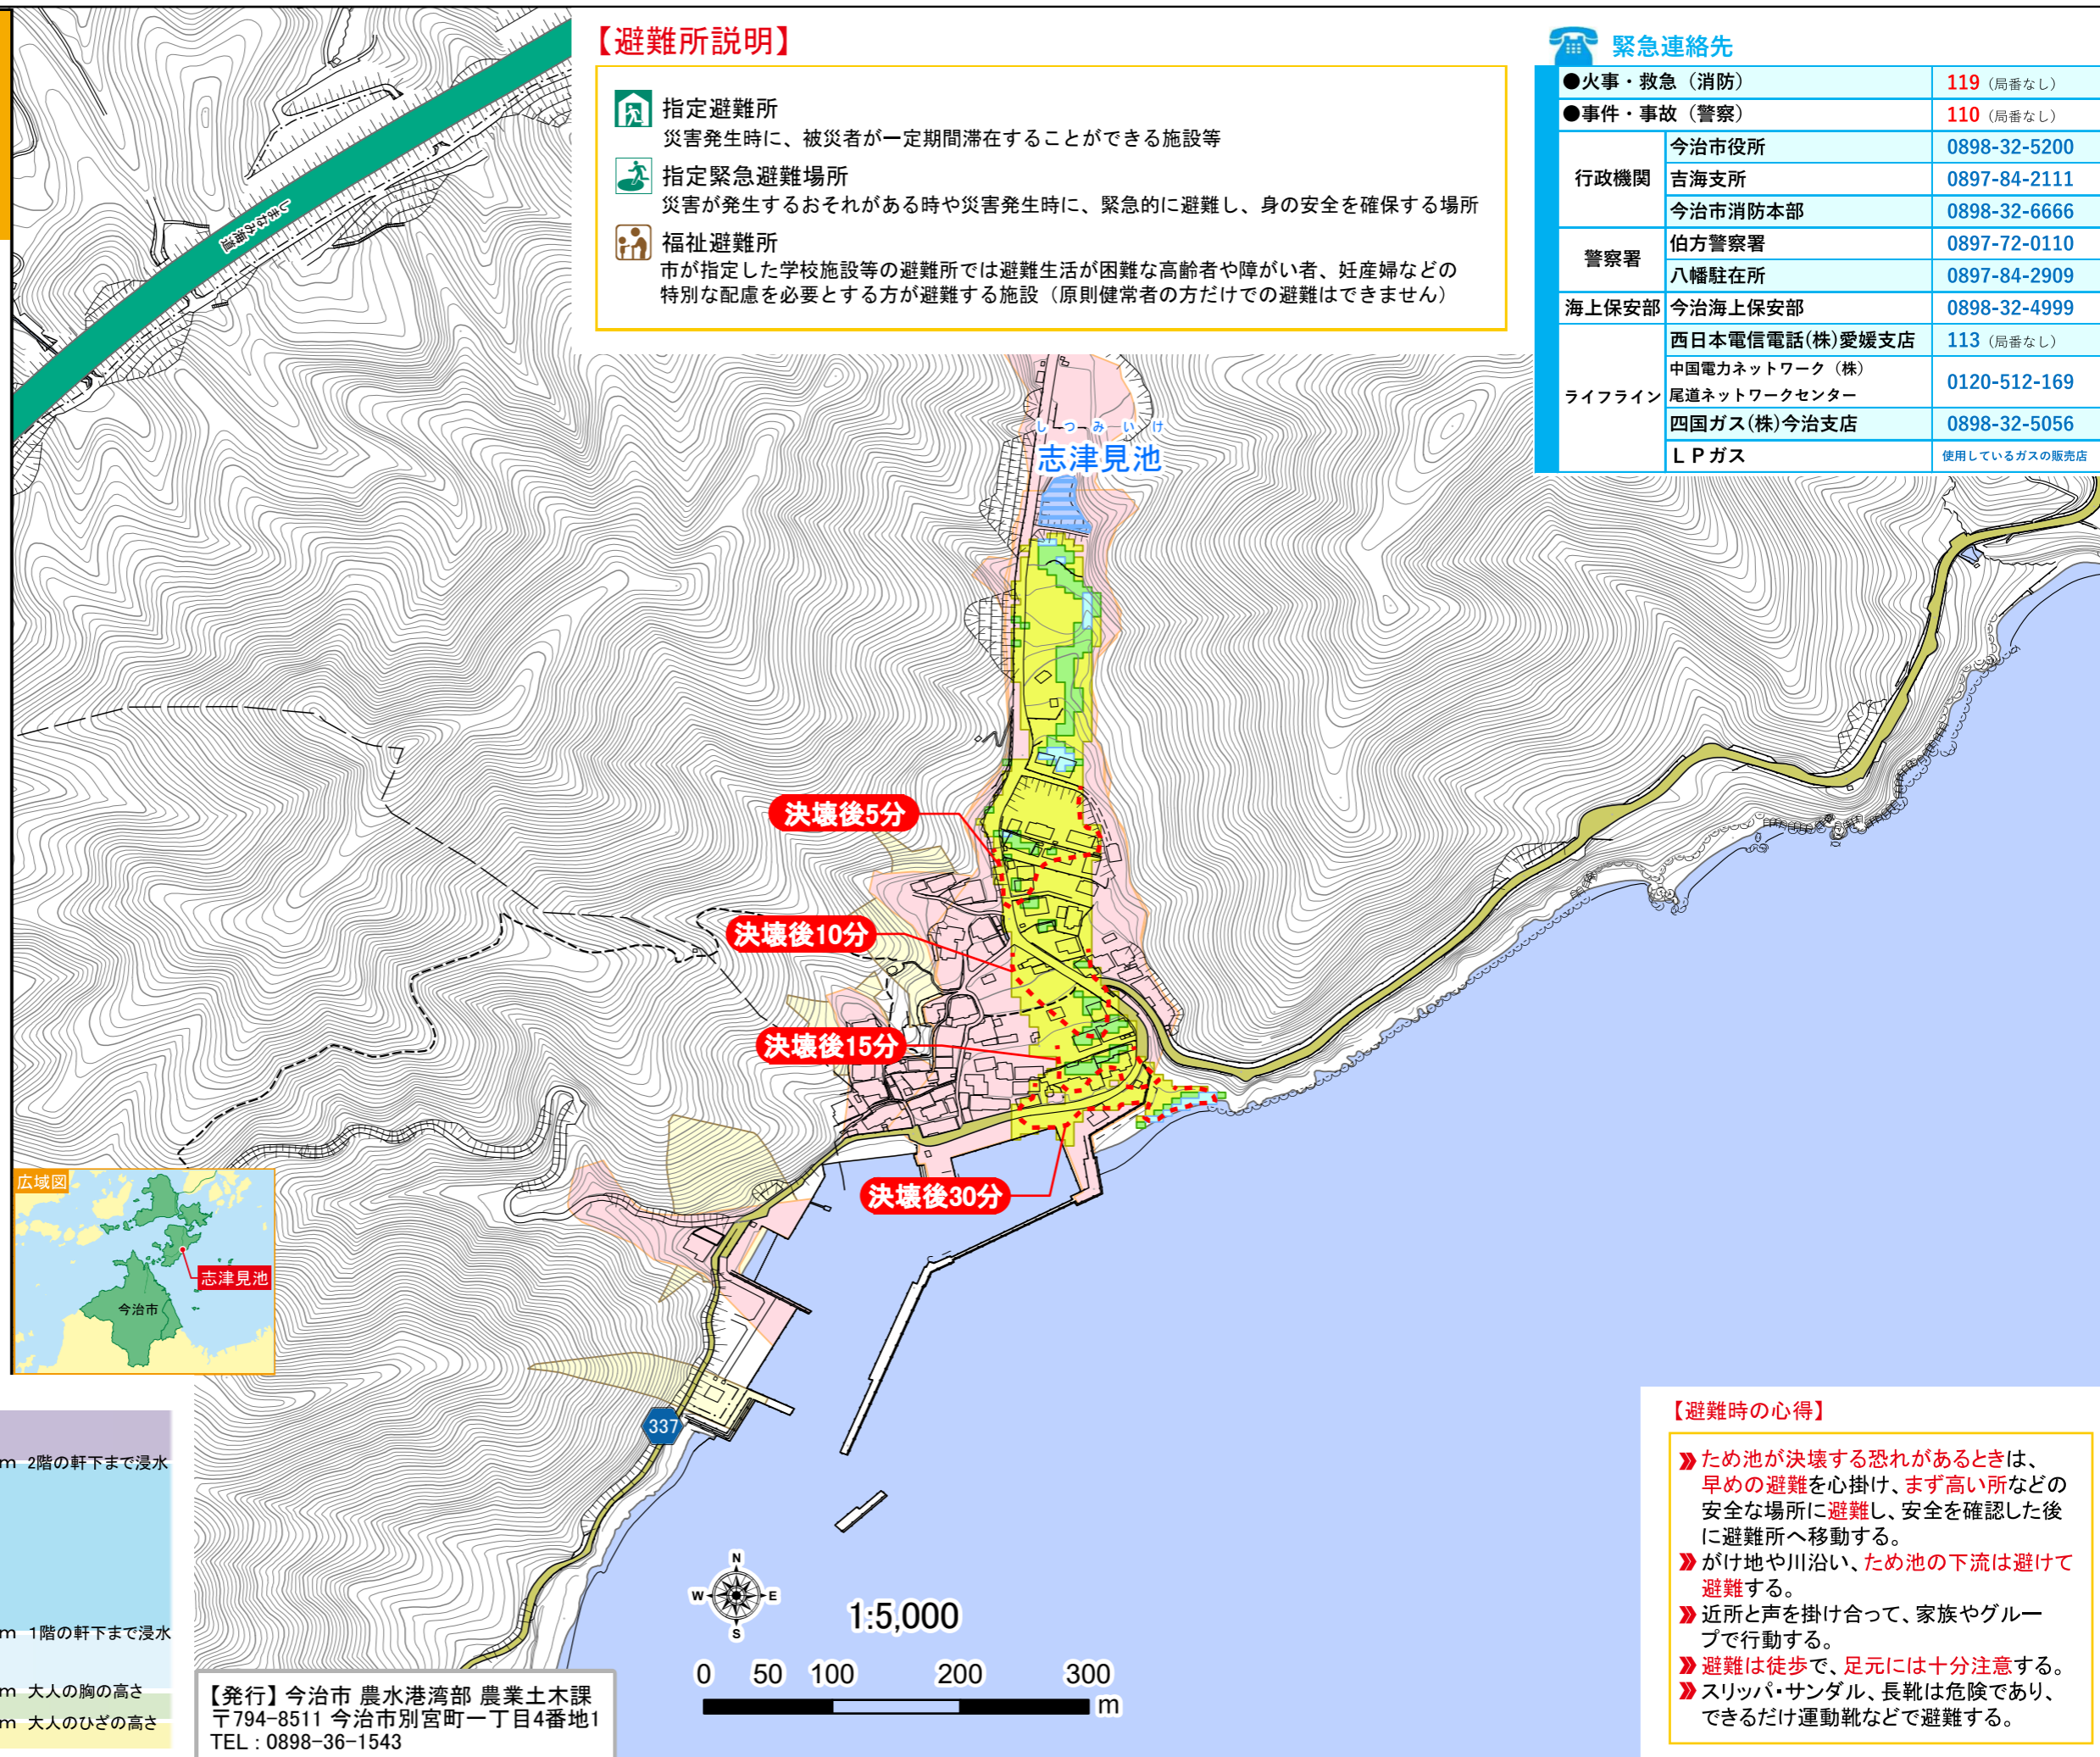 【避難所説明】
指定避難所
災害発生時に、被災者が一定期間滞在することができる施設等
指定緊急避難場所
災害が発生するおそれがある時や災害発生時に、緊急的に避難し、身の安全を確保する場所
福祉避難所
市が指定した学校施設等の避難所では避難生活が困難な高齢者や障がい者、妊産婦などの
特別な配慮を必要とする方が避難する施設（原則健常者の方だけでの避難はできません）
緊急連絡先
●火事・救急（消防） 119（局番なし）
●事件・事故（警察） 110（局番なし）
行政機関
今治市役所 0898-32-5200
吉海支所 0897-84-2111
今治市消防本部 0898-32-6666
警察署
伯方警察署 0897-72-0110
八幡駐在所 0897-84-2909
海上保安部 今治海上保安部 0898-32-4999
ライフライン
西日本電信電話(株)愛媛支店 113（局番なし）
中国電力ネットワーク（株）
尾道ネットワークセンター 0120-512-169
四国ガス(株)今治支店 0898-32-5056
ＬＰガス 使用しているガスの販売店
しまなみ海道
しつみいけ
志津見池
決壊後5分
決壊後10分
決壊後15分
決壊後30分
広域図
志津見池
今治市
337
m 2階の軒下まで浸水
m 1階の軒下まで浸水
m 大人の胸の高さ
m 大人のひざの高さ
【発行】今治市 農水港湾部 農業土木課
〒794-8511 今治市別宮町一丁目4番地1
TEL：0898-36-1543
N
W E
S
1:5,000
0 50 100 200 300
m
【避難時の心得】
》ため池が決壊する恐れがあるときは、
早めの避難を心掛け、まず高い所などの
安全な場所に避難し、安全を確認した後
に避難所へ移動する。
》がけ地や川沿い、ため池の下流は避けて
避難する。
》近所と声を掛け合って、家族やグルー
プで行動する。
》避難は徒歩で、足元には十分注意する。
》スリッパ・サンダル、長靴は危険であり、
できるだけ運動靴などで避難する。